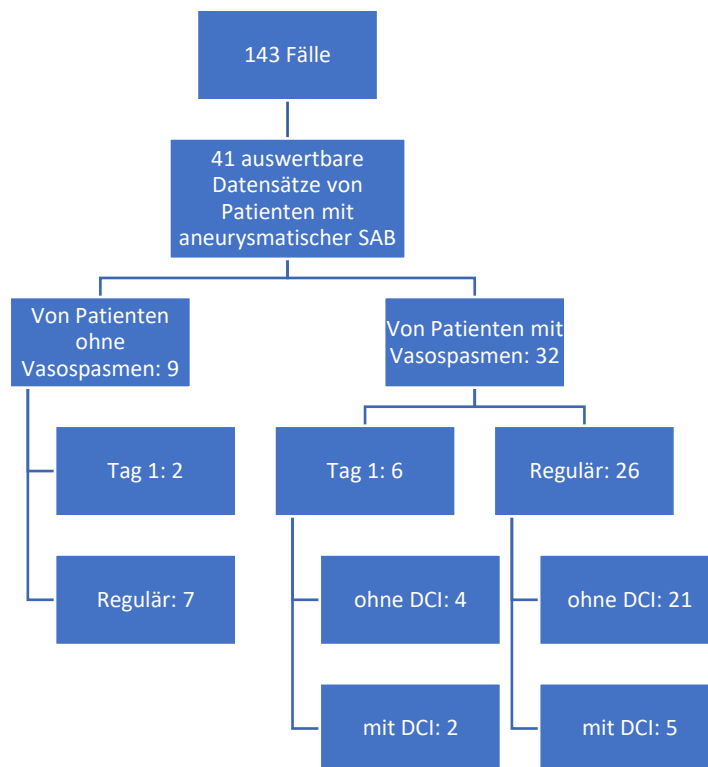 143 Fälle
41 auswertbare
Datensätze von
Patienten mit
aneurysmatischer SAB
Von Patienten
ohne
Vasospasmen: 9
Von Patienten mit
Vasospasmen: 32
Tag 1: 2
Regulär: 7
Tag 1: 6
ohne DCI: 4
mit DCI: 2
Regulär: 26
ohne DCI: 21
mit DCI: 5